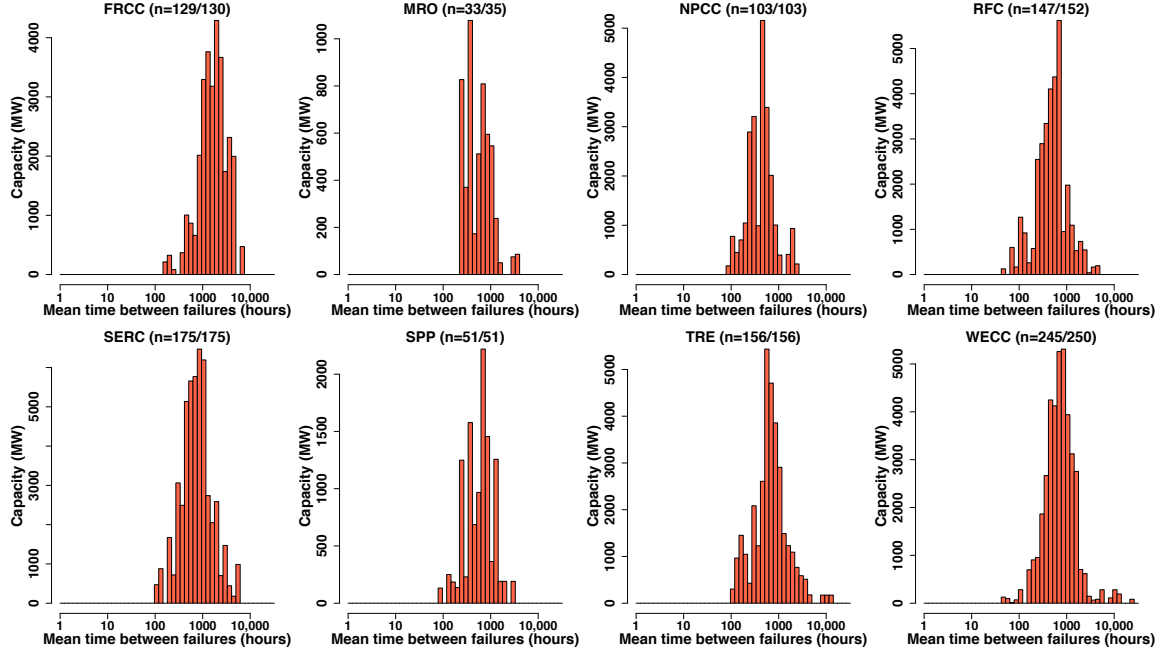 FRCC (n=129/130)
MRO (n=33/35)
NPCC (n=103/103)
RFC (n=147/152)
Capacity (MW)
0 1000 2000 3000 4000
1 10 100 1000 10,000
Mean time between failures (hours)
Capacity (MW)
0 200 400 600 800 1000
1 10 100 1000 10,000
Mean time between failures (hours)
Capacity (MW)
0 1000 2000 3000 4000 5000
1 10 100 1000 10,000
Mean time between failures (hours)
Capacity (MW)
0 1000 2000 3000 4000 5000
1 10 100 1000 10,000
Mean time between failures (hours)
SERC (n=175/175)
SPP (n=51/51)
TRE (n=156/156)
WECC (n=245/250)
Capacity (MW)
0 1000 3000 5000
1 10 100 1000 10,000
Mean time between failures (hours)
Capacity (MW)
0 500 1000 1500 2000
1 10 100 1000 10,000
Mean time between failures (hours)
Capacity (MW)
0 1000 2000 3000 4000 5000
1 10 100 1000 10,000
Mean time between failures (hours)
Capacity (MW)
0 1000 2000 3000 4000 5000
1 10 100 1000 10,000
Mean time between failures (hours)